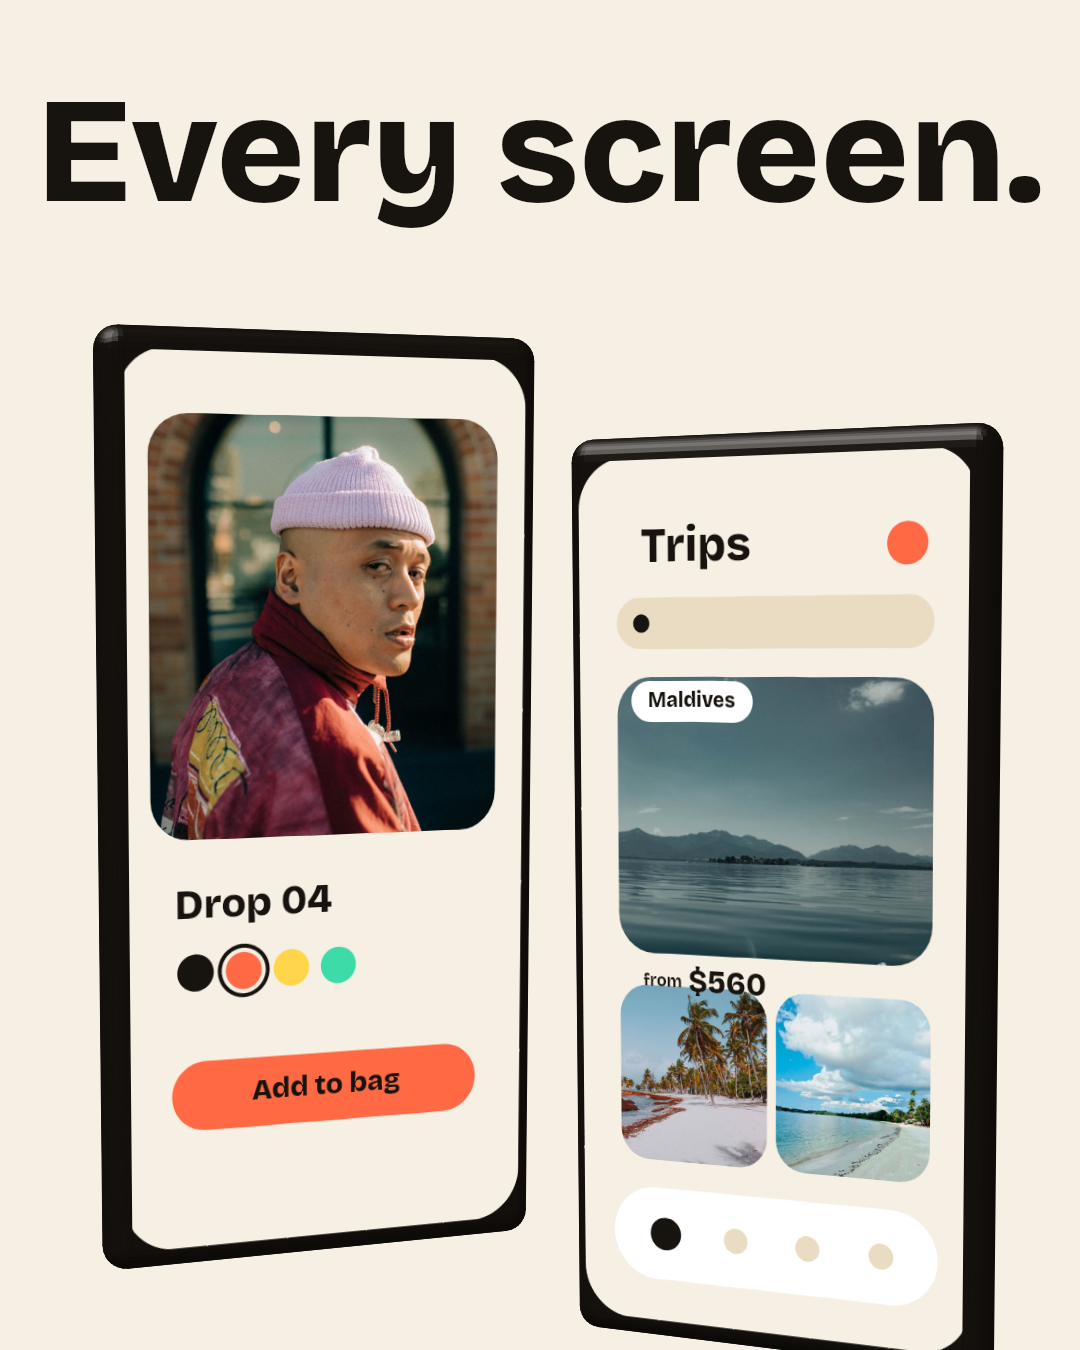 Every screen.
Drop 04
Add to bag
Trips
Maldives
from $560